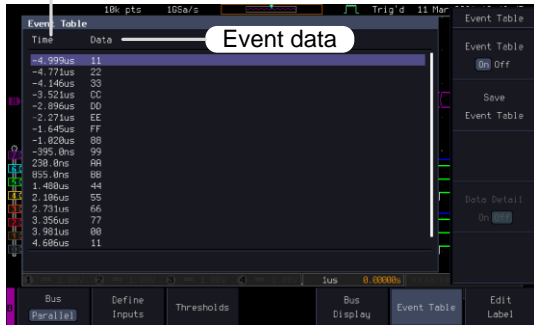 10k pts 1GSa/s Trig'd 11 Mar
Event Table
Time Data
Event data
-4.999us 11
-4.771us 22
-4.146us 33
-3.521us CC
-2.896us DD
-2.271us EE
-1.645us FF
-1.020us 88
-395.0ns 99
230.0ns AA
855.0ns BB
1.480us 44
2.106us 55
2.731us 66
3.356us 77
3.981us 00
4.606us 11
Event Table
Event Table
On Off
Save
Event Table
Data Detail
On Off
1us 0.00000s
Bus
Parallel
Define
Inputs
Thresholds
Bus
Display
Event Table
Edit
Label